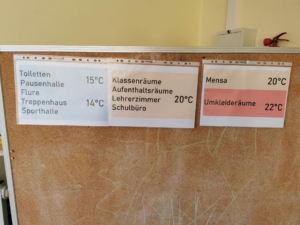 Toiletten
Pausenhalle 15°C
Flure
Treppenhaus 14°C
Sporthalle
Klassenräume
Aufenthaltsräume
Lehrerzimmer 20°C
Schulbüro
Mensa 20°C
Umkleideräume 22°C